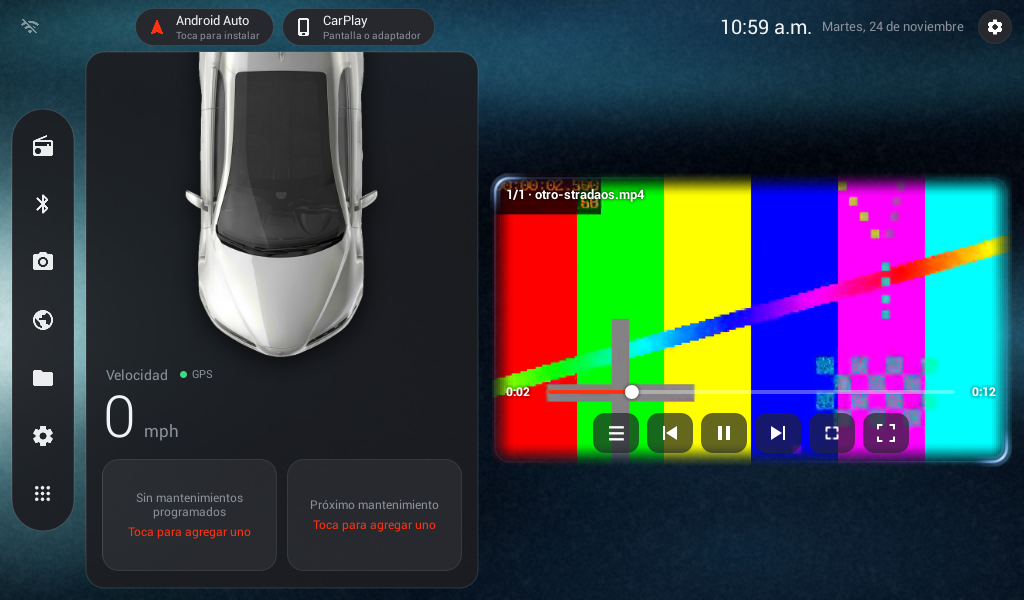 Android Auto
Toca para instalar
CarPlay
Pantalla o adaptador
10:59 a.m.
Martes, 24 de noviembre
1/1 · otro-stradaos.mp4
0:02
0:12
Velocidad
GPS
0 mph
Sin mantenimientos
programados
Toca para agregar uno
Próximo mantenimiento
Toca para agregar uno